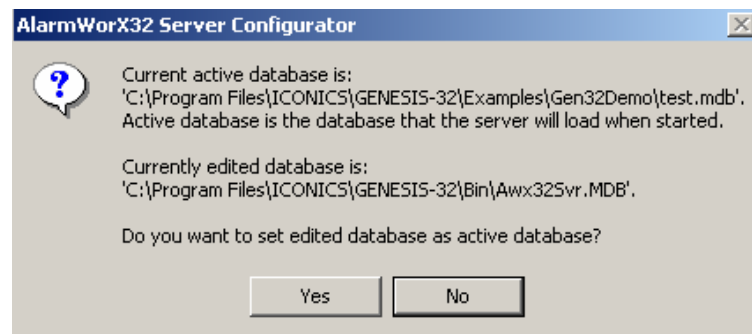 AlarmWorX32 Server Configurator
Current active database is:
'C:\Program Files\ICONICS\GENESIS-32\Examples\Gen32Demo\test.mdb'.
Active database is the database that the server will load when started.
Currently edited database is:
'C:\Program Files\ICONICS\GENESIS-32\Bin\Awx32Svr.MDB'.
Do you want to set edited database as active database?
Yes
No